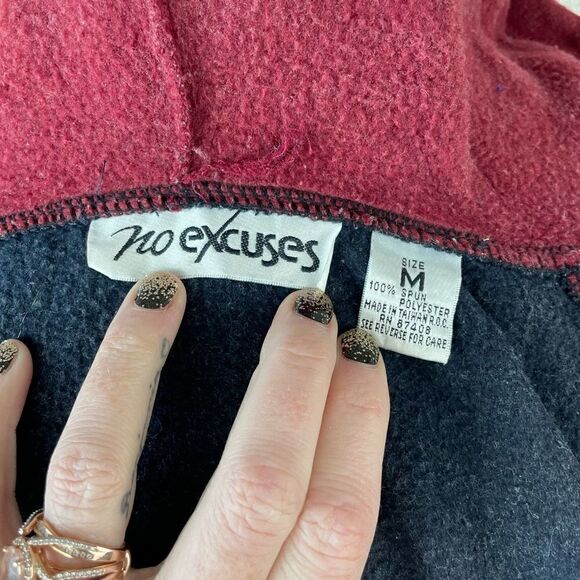 no excuses
SIZE
M
100% SPUN
POLYESTER
MADE IN TAIWAN R.O.C.
RN 87408
SEE REVERSE FOR CARE